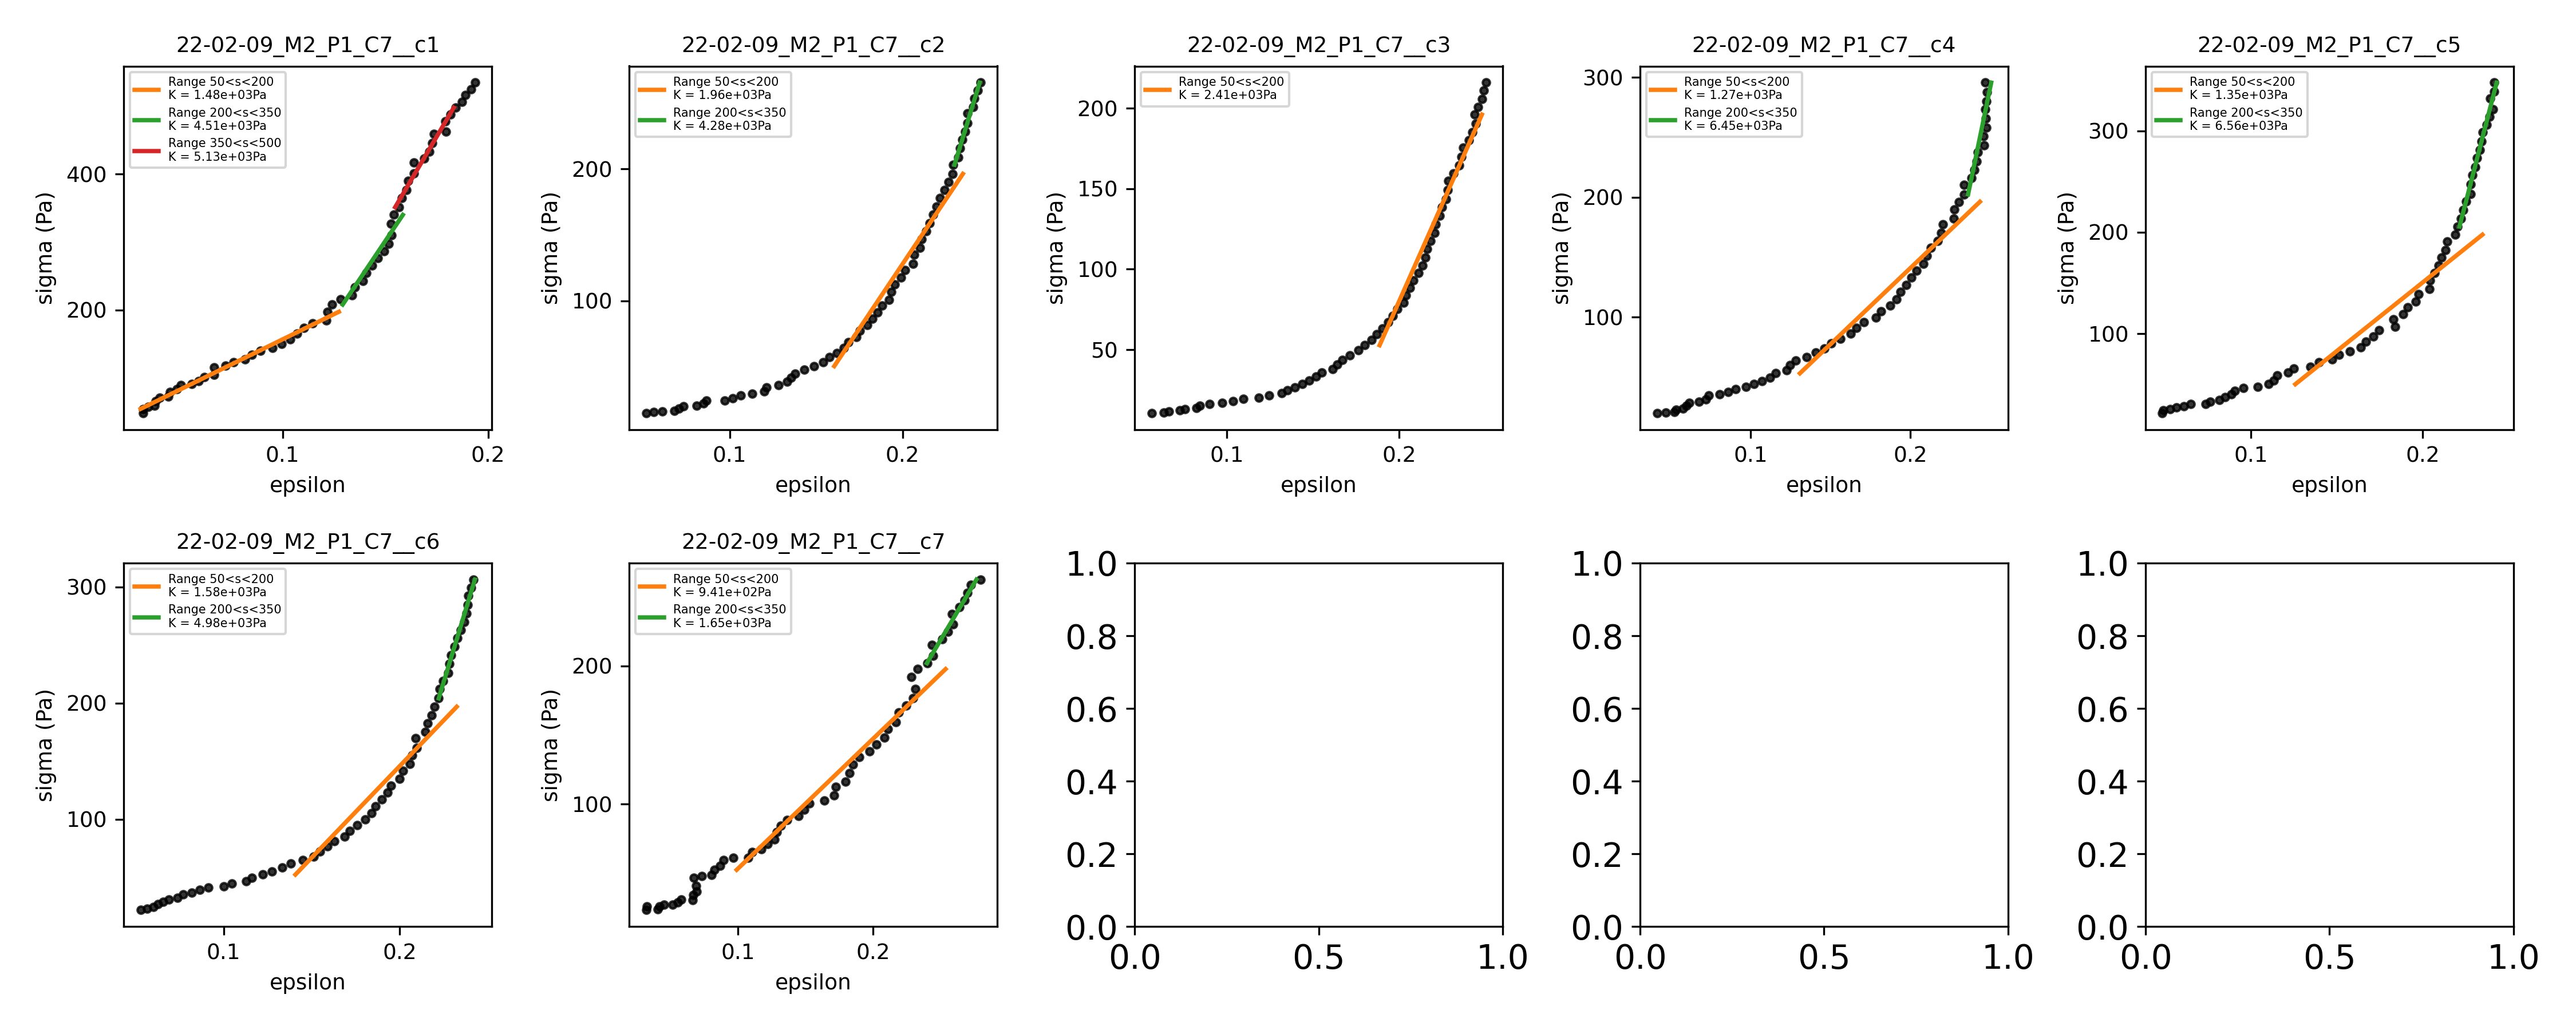 22-02-09_M2_P1_C7__c1
Range 50<s<200
K = 1.48e+03Pa
Range 200<s<350
K = 4.51e+03Pa
Range 350<s<500
K = 5.13e+03Pa
400
200
sigma (Pa)
0.1
0.2
epsilon
22-02-09_M2_P1_C7__c2
Range 50<s<200
K = 1.96e+03Pa
Range 200<s<350
K = 4.28e+03Pa
200
100
sigma (Pa)
0.1
0.2
epsilon
22-02-09_M2_P1_C7__c3
Range 50<s<200
K = 2.41e+03Pa
200
150
100
50
sigma (Pa)
0.1
0.2
epsilon
22-02-09_M2_P1_C7__c4
Range 50<s<200
K = 1.27e+03Pa
Range 200<s<350
K = 6.45e+03Pa
300
200
100
sigma (Pa)
0.1
0.2
epsilon
22-02-09_M2_P1_C7__c5
Range 50<s<200
K = 1.35e+03Pa
Range 200<s<350
K = 6.56e+03Pa
300
200
100
sigma (Pa)
0.1
0.2
epsilon
22-02-09_M2_P1_C7__c6
Range 50<s<200
K = 1.58e+03Pa
Range 200<s<350
K = 4.98e+03Pa
300
200
100
sigma (Pa)
0.1
0.2
epsilon
22-02-09_M2_P1_C7__c7
Range 50<s<200
K = 9.41e+02Pa
Range 200<s<350
K = 1.65e+03Pa
200
100
sigma (Pa)
0.1
0.2
epsilon
1.0
0.8
0.6
0.4
0.2
0.0
0.0
0.5
1.0
1.0
0.8
0.6
0.4
0.2
0.0
0.0
0.5
1.0
1.0
0.8
0.6
0.4
0.2
0.0
0.0
0.5
1.0